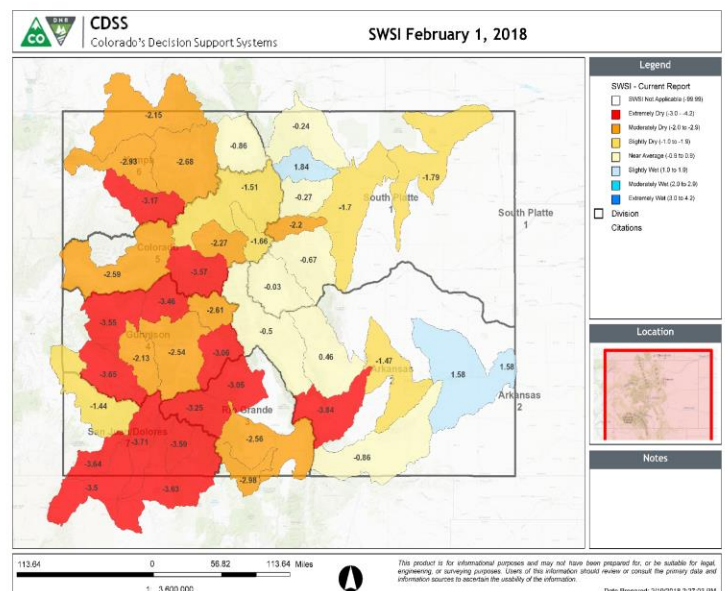 CDSS
Colorado's Decision Support Systems
SWSI February 1, 2018
Legend
SWSI - Current Report
SWSI Not Applicable (-99.99)
Extremely Dry (-3.0 - -4.2)
Moderately Dry (-2.0 to -2.9)
Slightly Dry (-1.0 to -1.9)
Near Average (-0.9 to 0.9)
Slightly Wet (1.0 to 1.9)
Moderately Wet (2.0 to 2.9)
Extremely Wet (3.0 to 4.2)
Division
Citations
Location
Notes
-2.15
-0.24
-0.86
-2.93
-2.68
1.84
-1.79
6
-1.51
-0.27
-3.17
South Platte
1
-1.7
South Platte
1
-2.2
-2.27
-1.66
Colorado
5
-0.67
-2.59
-3.57
-0.03
-3.46
-2.61
-3.55
-0.5
Gunnison
4
-2.54
-2.13
-3.06
0.46
-1.47
1.58
1.58
-3.65
Arkansas
2
-3.05
Arkansas
2
-1.44
-3.25
Rio Grande
3
-3.84
San Juan/Dolores
7
-3.71
-2.56
-0.86
-3.64
-2.98
-3.5
-3.63
113.64
0
56.82
113.64 Miles
1: 3,600,000
This product is for informational purposes and may not have been prepared for, or be suitable for legal,
engineering, or surveying purposes. Users of this information should review or consult the primary data and
information sources to ascertain the usability of the information.